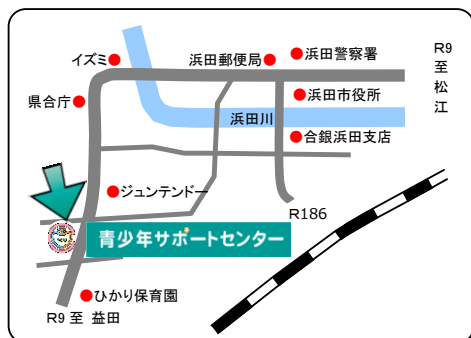 イズミ
浜田郵便局
浜田警察署
R9
至
松
江
県合庁
浜田市役所
浜田川
合銀浜田支店
ジュンテンドー
R186
青少年サポートセンター
ひかり保育園
R9 至 益田